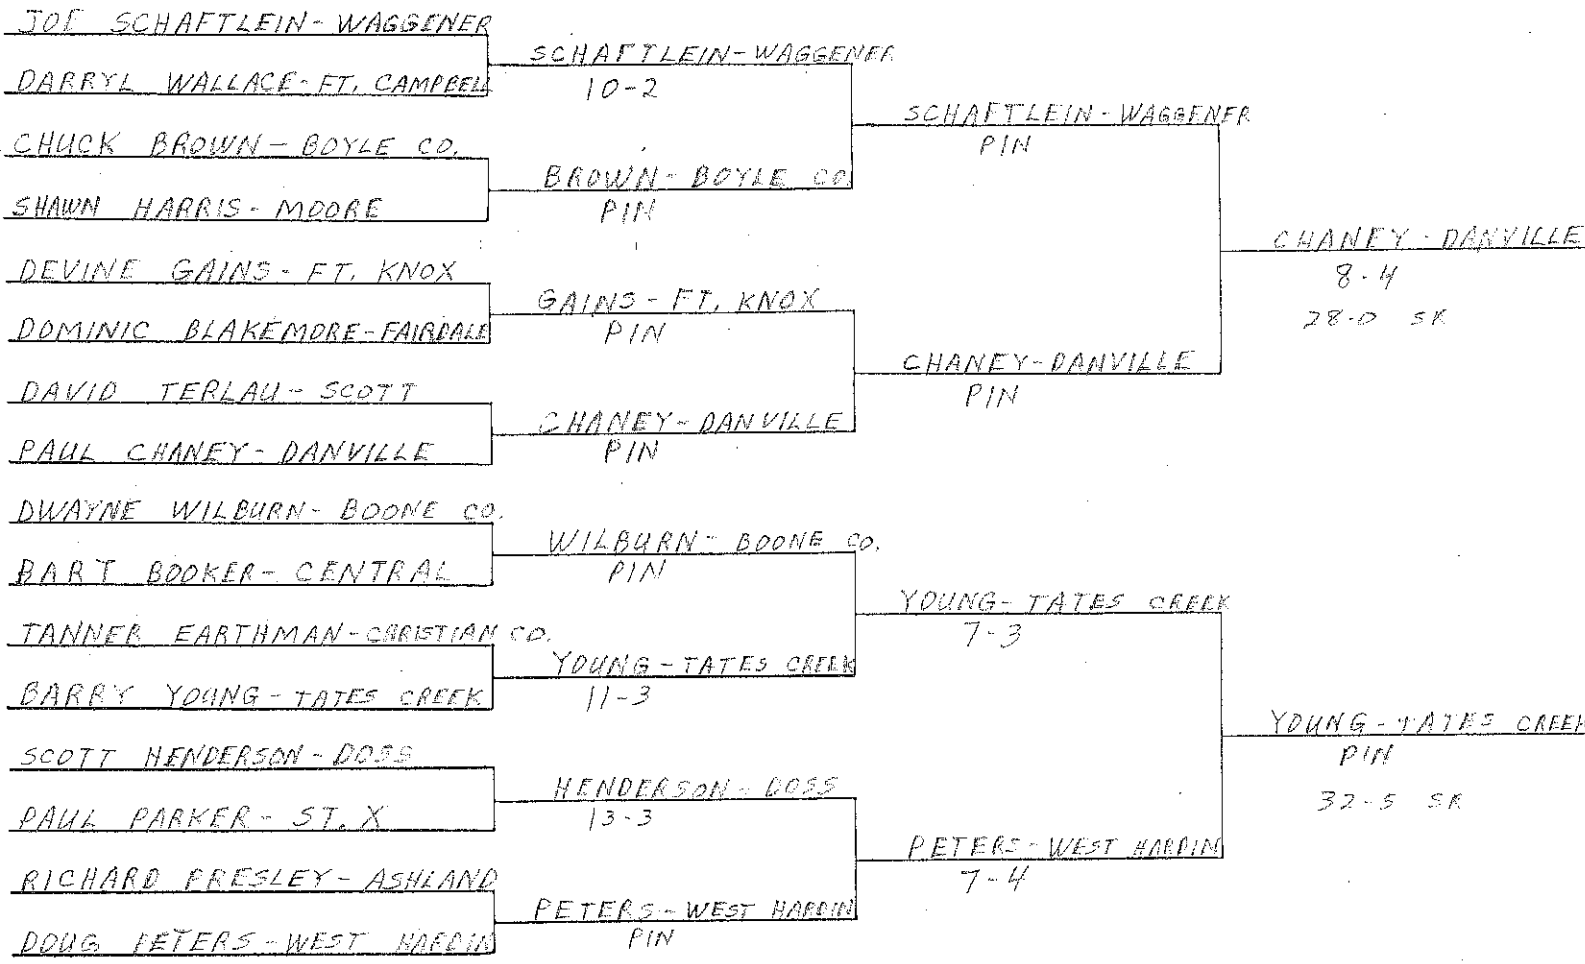 JOE SCHAFTLEIN - WAGGENER
DARRYL WALLACE - FT. CAMPBELL
CHUCK BROWN - BOYLE CO.
SHAWN HARRIS - MOORE
DEVINE GAINS - FT. KNOX
DOMINIC BLAKEMORE - FAIRDALE
DAVID TERLAU - SCOTT
PAUL CHANEY - DANVILLE
DWAYNE WILBURN - BOONE CO.
BART BOOKER - CENTRAL
TANNER EARTHMAN - CHRISTIAN CO.
BARRY YOUNG - TATES CREEK
SCOTT HENDERSON - DOSS
PAUL PARKER - ST. X
RICHARD PRESLEY - ASHLAND
DOUG PETERS - WEST HARDIN
SCHAFTLEIN - WAGGENER
10-2
BROWN - BOYLE CO.
PIN
GAINS - FT. KNOX
PIN
CHANEY - DANVILLE
PIN
WILBURN - BOONE CO.
PIN
YOUNG - TATES CREEK
11-3
HENDERSON - DOSS
13-3
PETERS - WEST HARDIN
PIN
SCHAFTLEIN - WAGGENER
PIN
CHANEY - DANVILLE
PIN
YOUNG - TATES CREEK
7-3
PETERS - WEST HARDIN
7-4
CHANEY - DANVILLE
8-4
28-0 SR
YOUNG - TATES CREEK
PIN
32-5 SR